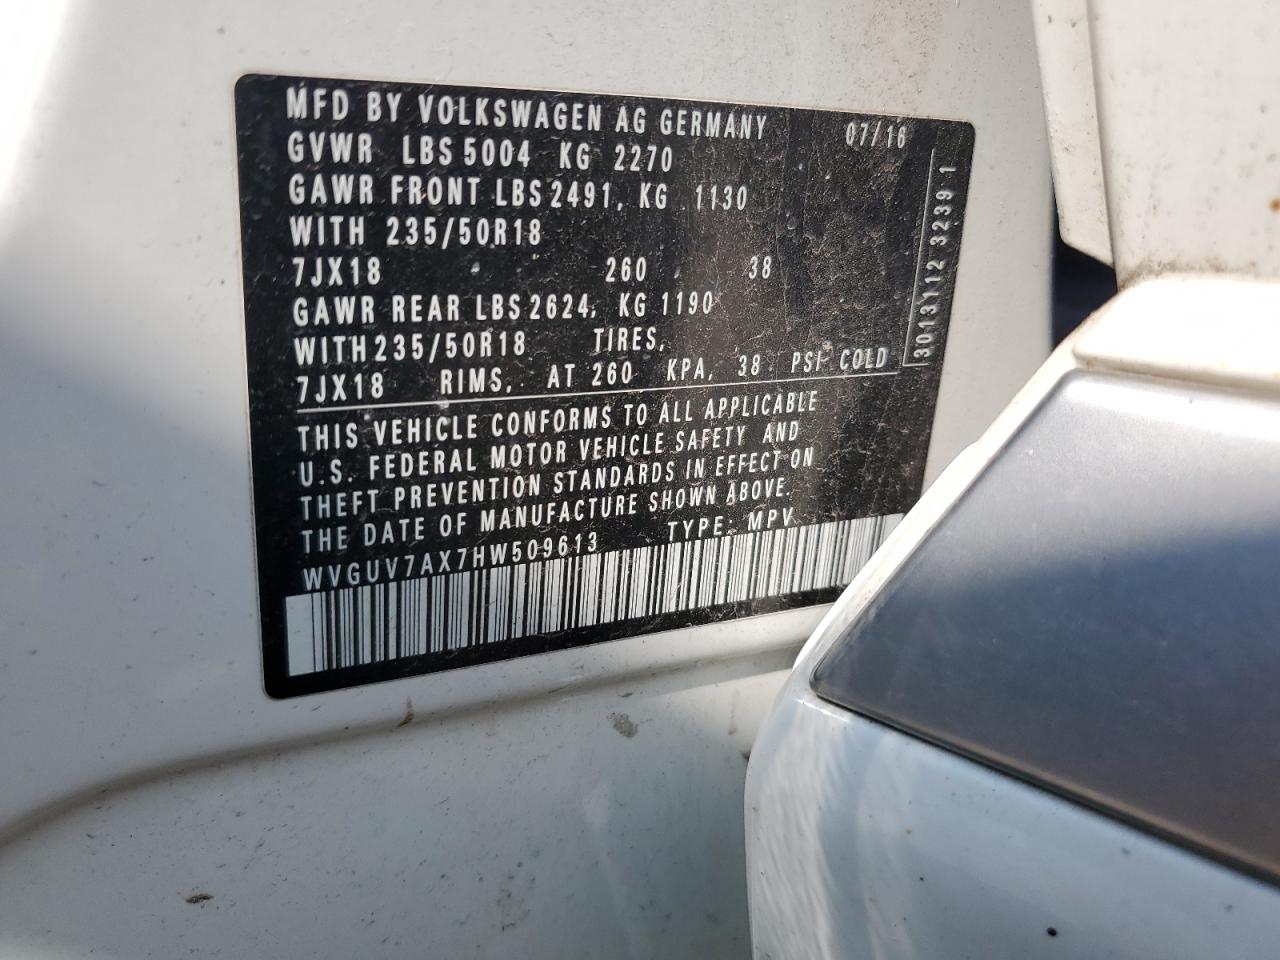 MFD BY VOLKSWAGEN AG GERMANY 07/16
GVWR LBS 5004 KG 2270
GAWR FRONT LBS 2491, KG 1130
WITH 235/50R18
7JX18 260 38
GAWR REAR LBS 2624, KG 1190
WITH 235/50R18 TIRES,
7JX18 RIMS, AT 260 KPA, 38 PSI COLD
THIS VEHICLE CONFORMS TO ALL APPLICABLE
U.S. FEDERAL MOTOR VEHICLE SAFETY AND
THEFT PREVENTION STANDARDS IN EFFECT ON
THE DATE OF MANUFACTURE SHOWN ABOVE.
WVGUV7AX7HW509613 TYPE: MPV
3013112 3239 1